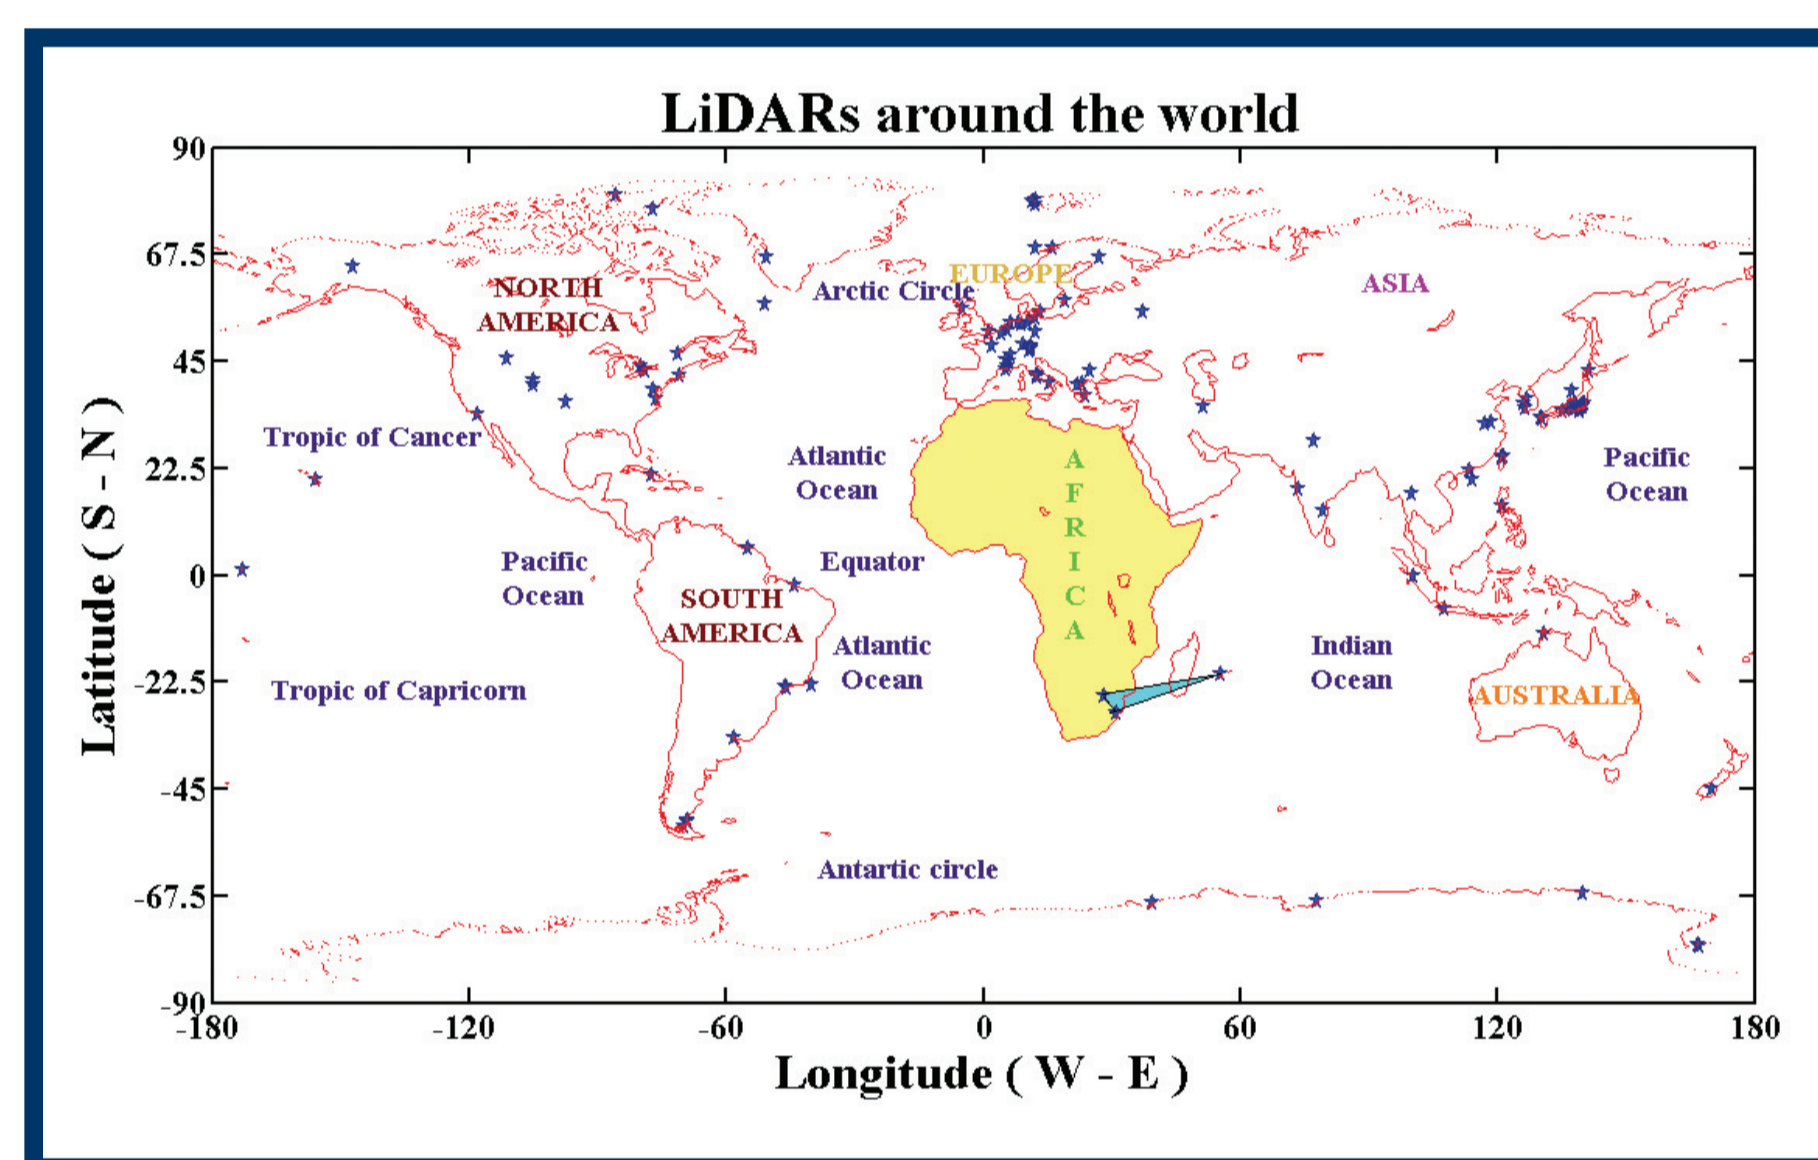 LiDARs around the world
90
67.5
45
22.5
0
-22.5
-45
-67.5
-90
Latitude ( S - N )
NORTH
AMERICA
EUROPE
Arctic Circle
ASIA
Tropic of Cancer
Atlantic
Ocean
A
F
R
I
C
A
Pacific
Ocean
Pacific
Ocean
Equator
SOUTH
AMERICA
Atlantic
Ocean
Indian
Ocean
Tropic of Capricorn
AUSTRALIA
Antartic circle
-180
-120
-60
0
60
120
180
Longitude ( W - E )